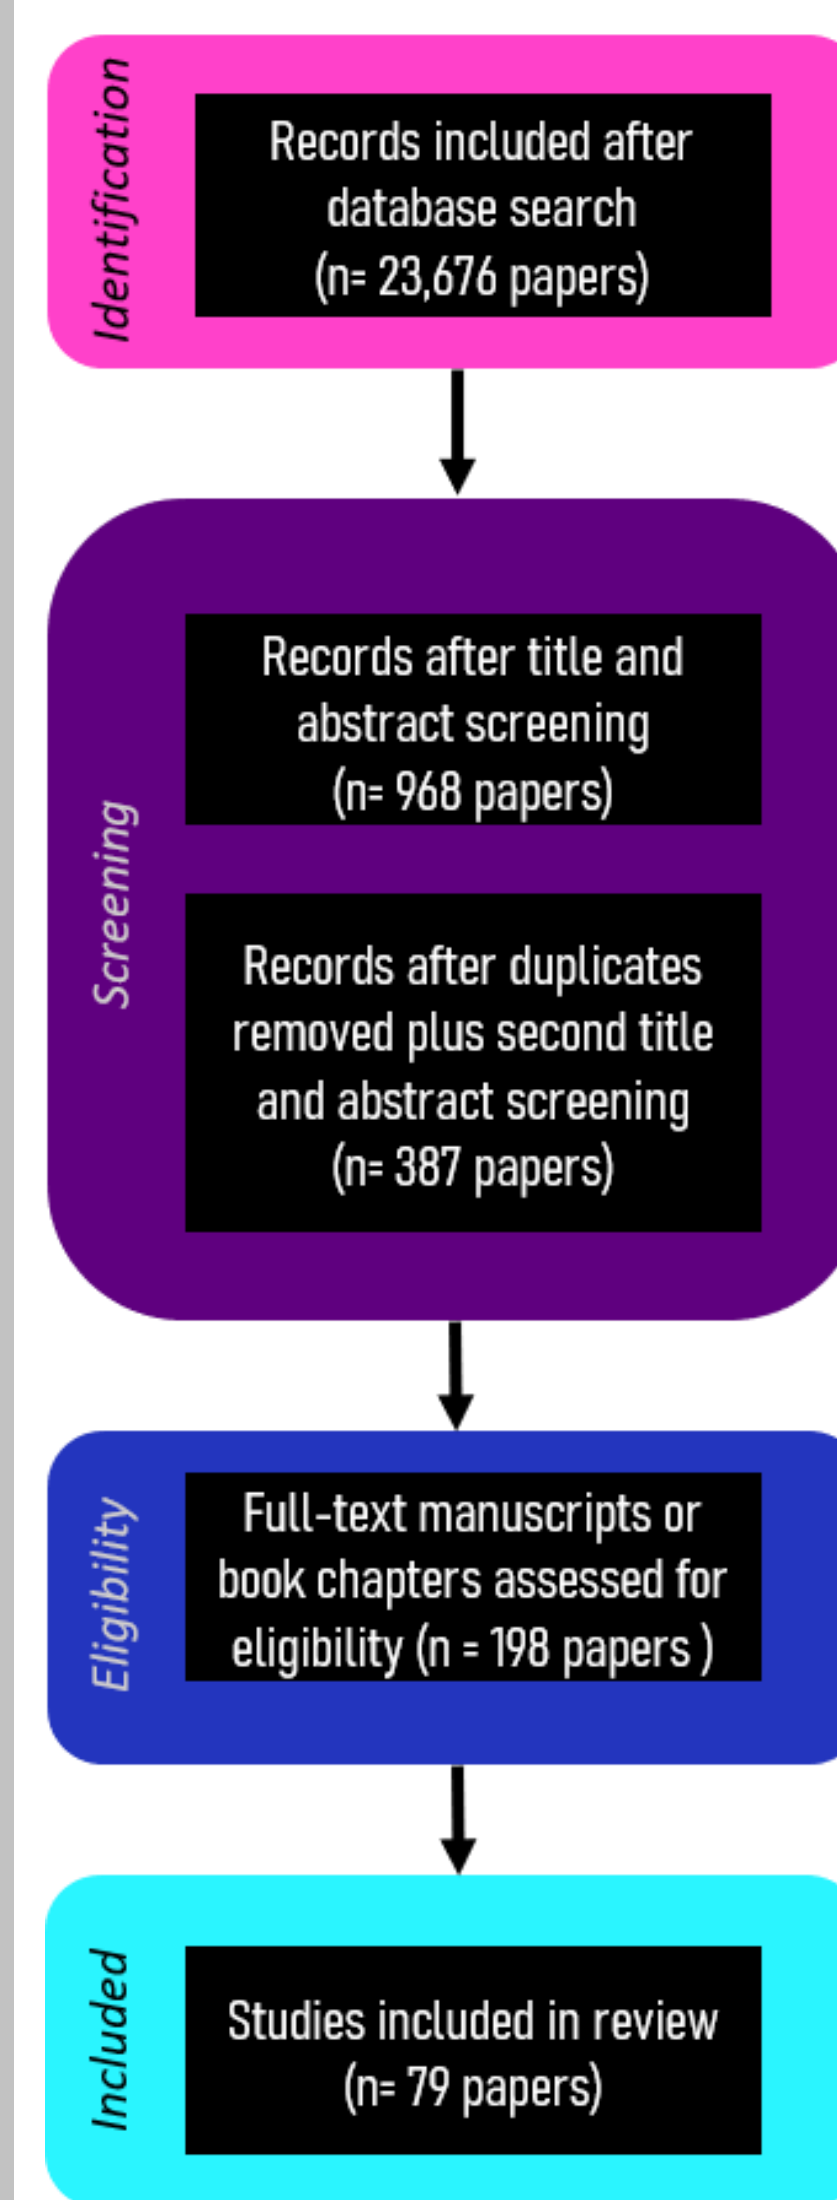 Identification
Records included after
database search
(n= 23,676 papers)
Screening
Records after title and
abstract screening
(n= 968 papers)
Records after duplicates
removed plus second title
and abstract screening
(n= 387 papers)
Eligibility
Full-text manuscripts or
book chapters assessed for
eligibility (n = 198 papers )
Included
Studies included in review
(n= 79 papers)